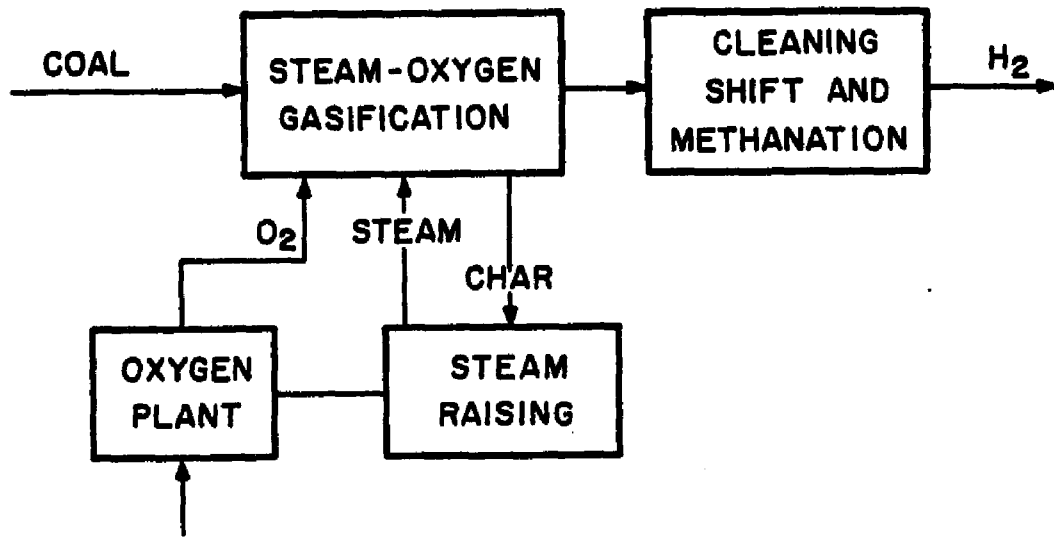 COAL
STEAM-OXYGEN
GASIFICATION
CLEANING
SHIFT AND
METHANATION
H2
O2
STEAM
CHAR
OXYGEN
PLANT
STEAM
RAISING